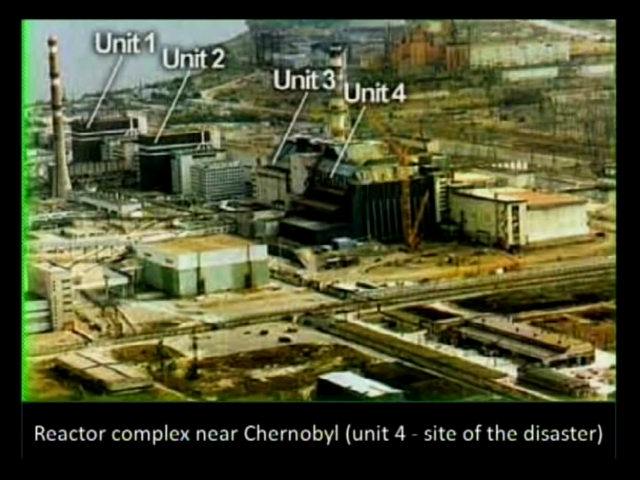 Unit 1
Unit 2
Unit 3
Unit 4
Reactor complex near Chernobyl (unit 4 - site of the disaster)